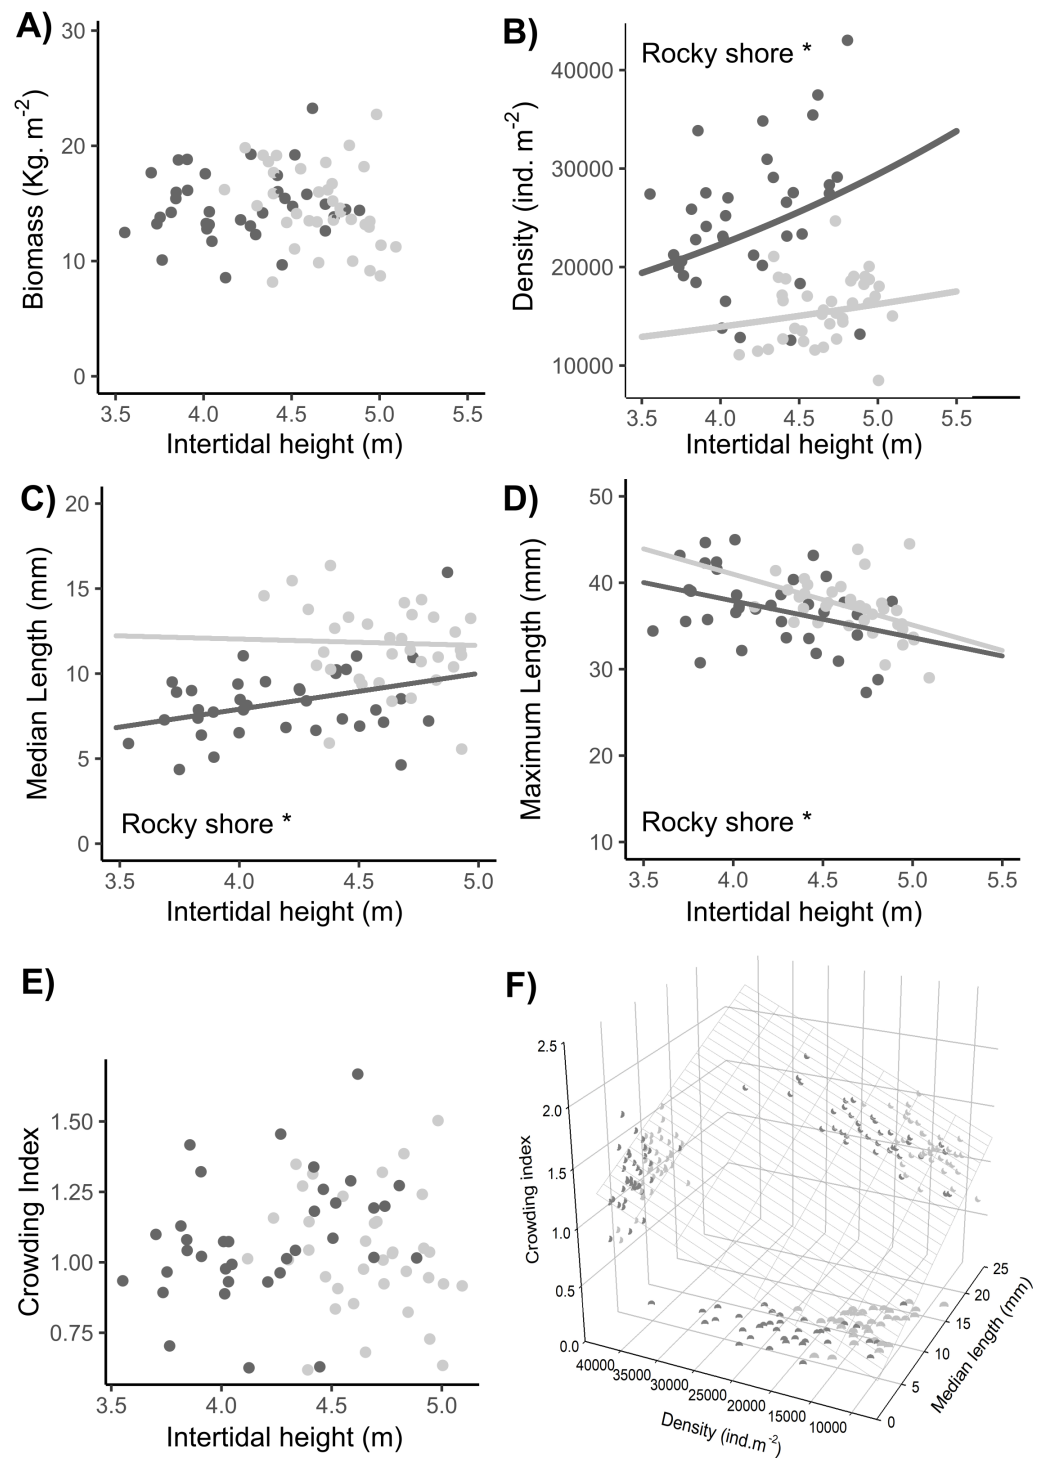 A)
30
20
10
0
Biomass (Kg. m-2)
3.5 4.0 4.5 5.0 5.5
Intertidal height (m)
B)
Rocky shore *
40000
30000
20000
10000
Density (ind. m-2)
3.5 4.0 4.5 5.0 5.5
Intertidal height (m)
C)
20
15
10
5
0
Median Length (mm)
Rocky shore *
3.5 4.0 4.5 5.0
Intertidal height (m)
D)
50
40
30
20
10
Maximum Length (mm)
Rocky shore *
3.5 4.0 4.5 5.0 5.5
Intertidal height (m)
E)
1.50
1.25
1.00
0.75
Crowding Index
3.5 4.0 4.5 5.0
Intertidal height (m)
F)
2.5
2.0
1.5
1.0
0.5
0.0
Crowding index
40000 35000 30000 25000 20000 15000 10000
Density (ind.m-2)
0 5 10 15 20 25
Median length (mm)